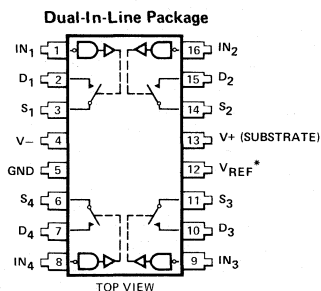 Dual-In-Line Package
IN1 1 16 IN2
D1 2 15 D2
S1 3 14 S2
V− 4 13 V+ (SUBSTRATE)
GND 5 12 VREF*
S4 6 11 S3
D4 7 10 D3
IN4 8 9 IN3
TOP VIEW